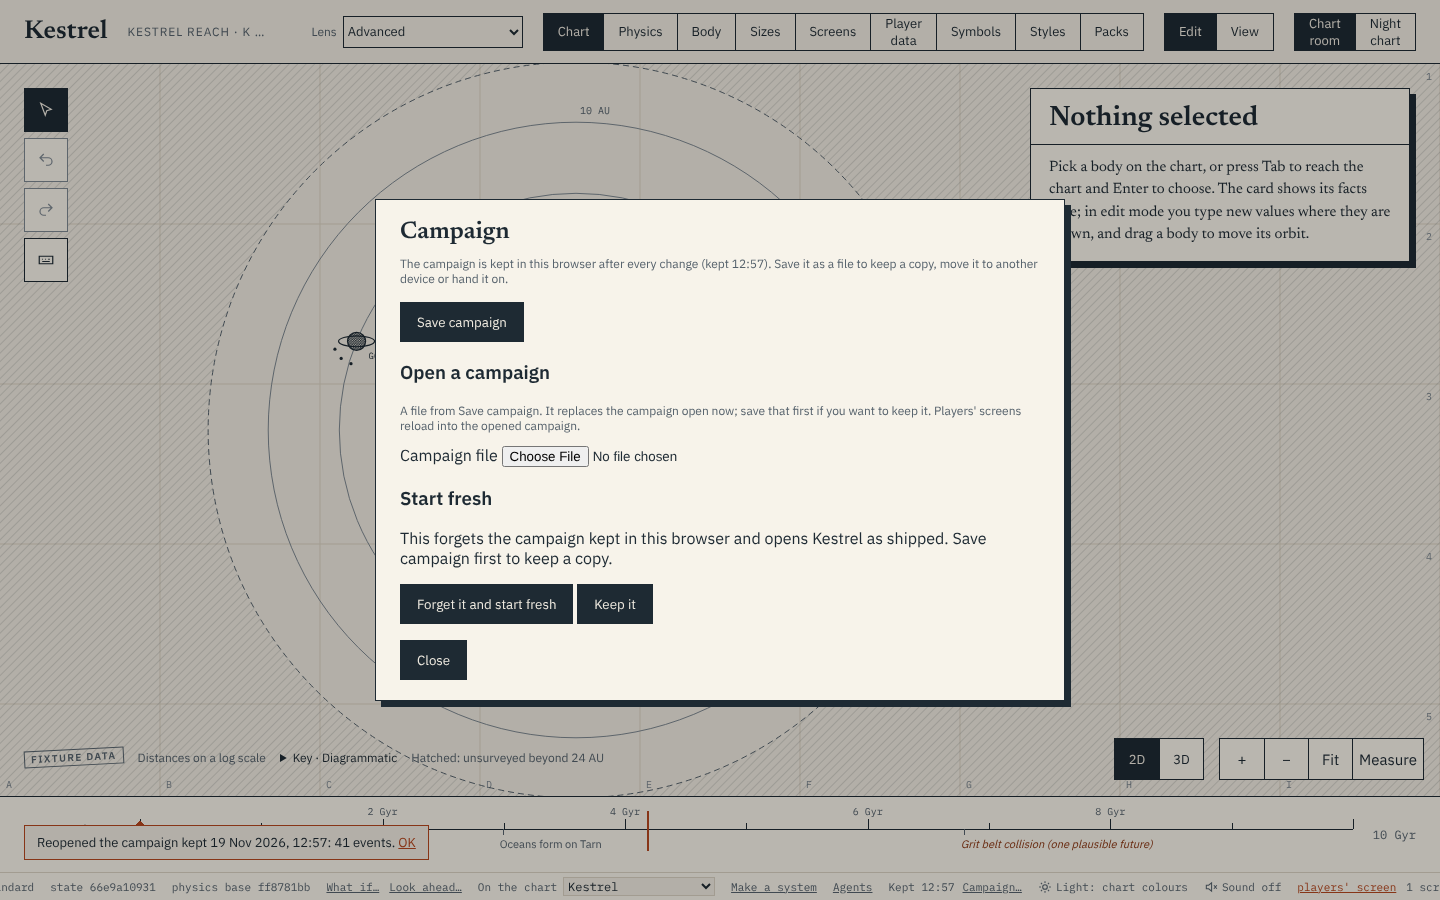 Kestrel
KESTREL REACH · K ...
Lens
Advanced
Chart
Physics
Body
Sizes
Screens
Player
data
Symbols
Styles
Packs
Edit
View
Chart
room
Night
chart
1
10 AU
Nothing selected
Pick a body on the chart, or press Tab to reach the
chart and Enter to choose. The card shows its facts
e; in edit mode you type new values where they are
wn, and drag a body to move its orbit.
2
Campaign
The campaign is kept in this browser after every change (kept 12:57). Save it as a file to keep a copy, move it to another
device or hand it on.
Save campaign
Open a campaign
A file from Save campaign. It replaces the campaign open now; save that first if you want to keep it. Players' screens
reload into the opened campaign.
3
Campaign file Choose File No file chosen
Start fresh
This forgets the campaign kept in this browser and opens Kestrel as shipped. Save
campaign first to keep a copy.
4
Forget it and start fresh
Keep it
Close
5
FIXTURE DATA
Distances on a log scale
Key · Diagrammatic
Hatched: unsurveyed beyond 24 AU
2D
3D
+
−
Fit
Measure
A
B
C
D
E
F
G
H
I
2 Gyr
4 Gyr
6 Gyr
8 Gyr
10 Gyr
Reopened the campaign kept 19 Nov 2026, 12:57: 41 events. OK
Oceans form on Tarn
Grit belt collision (one plausible future)
ndard
state 66e9a10931
physics base ff8781bb
What if…
Look ahead…
On the chart
Kestrel
Make a system
Agents
Kept 12:57
Campaign…
Light: chart colours
Sound off
players' screen
1 scr